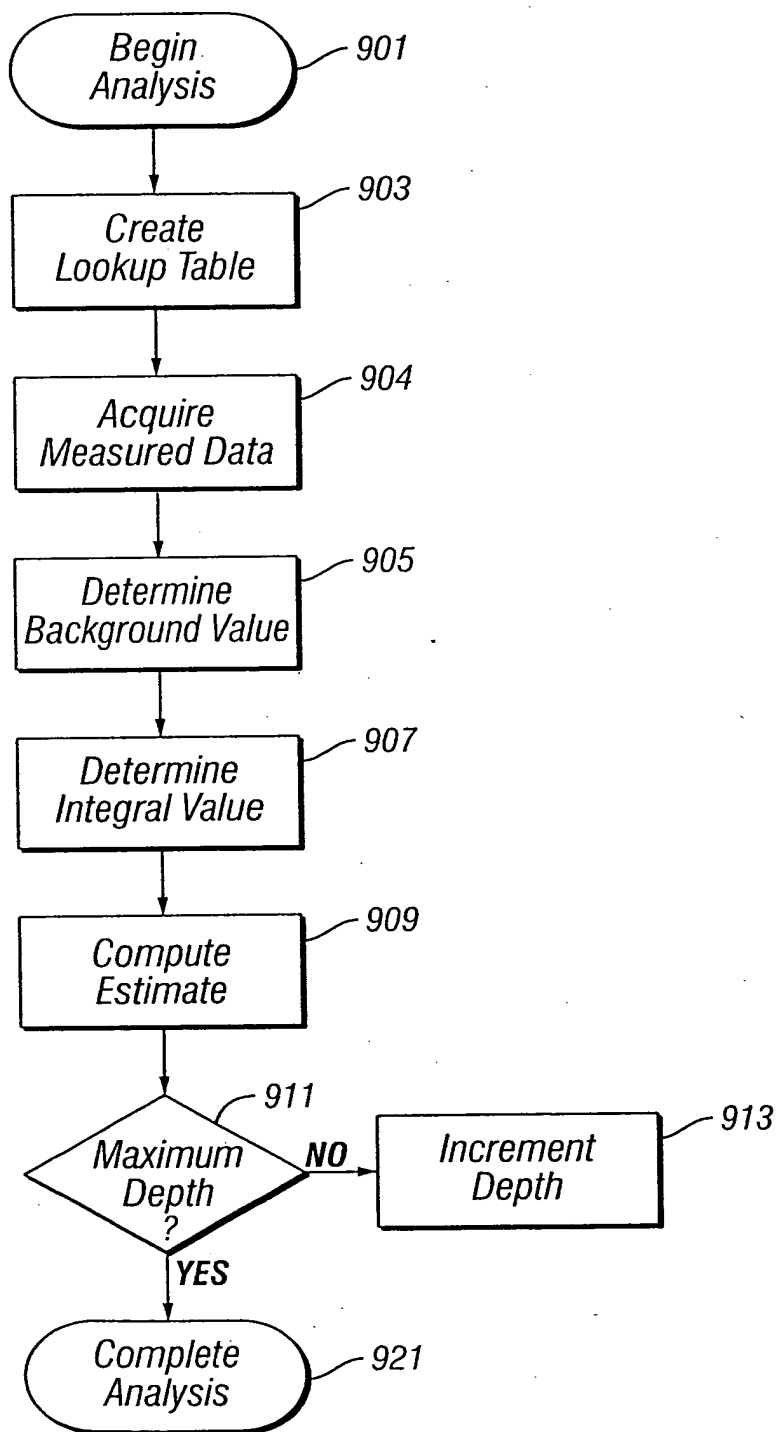 Begin
Analysis
901
Create
Lookup Table
903
Acquire
Measured Data
904
Determine
Background Value
905
Determine
Integral Value
907
Compute
Estimate
909
Maximum
Depth
?
911
NO
Increment
Depth
913
YES
Complete
Analysis
921